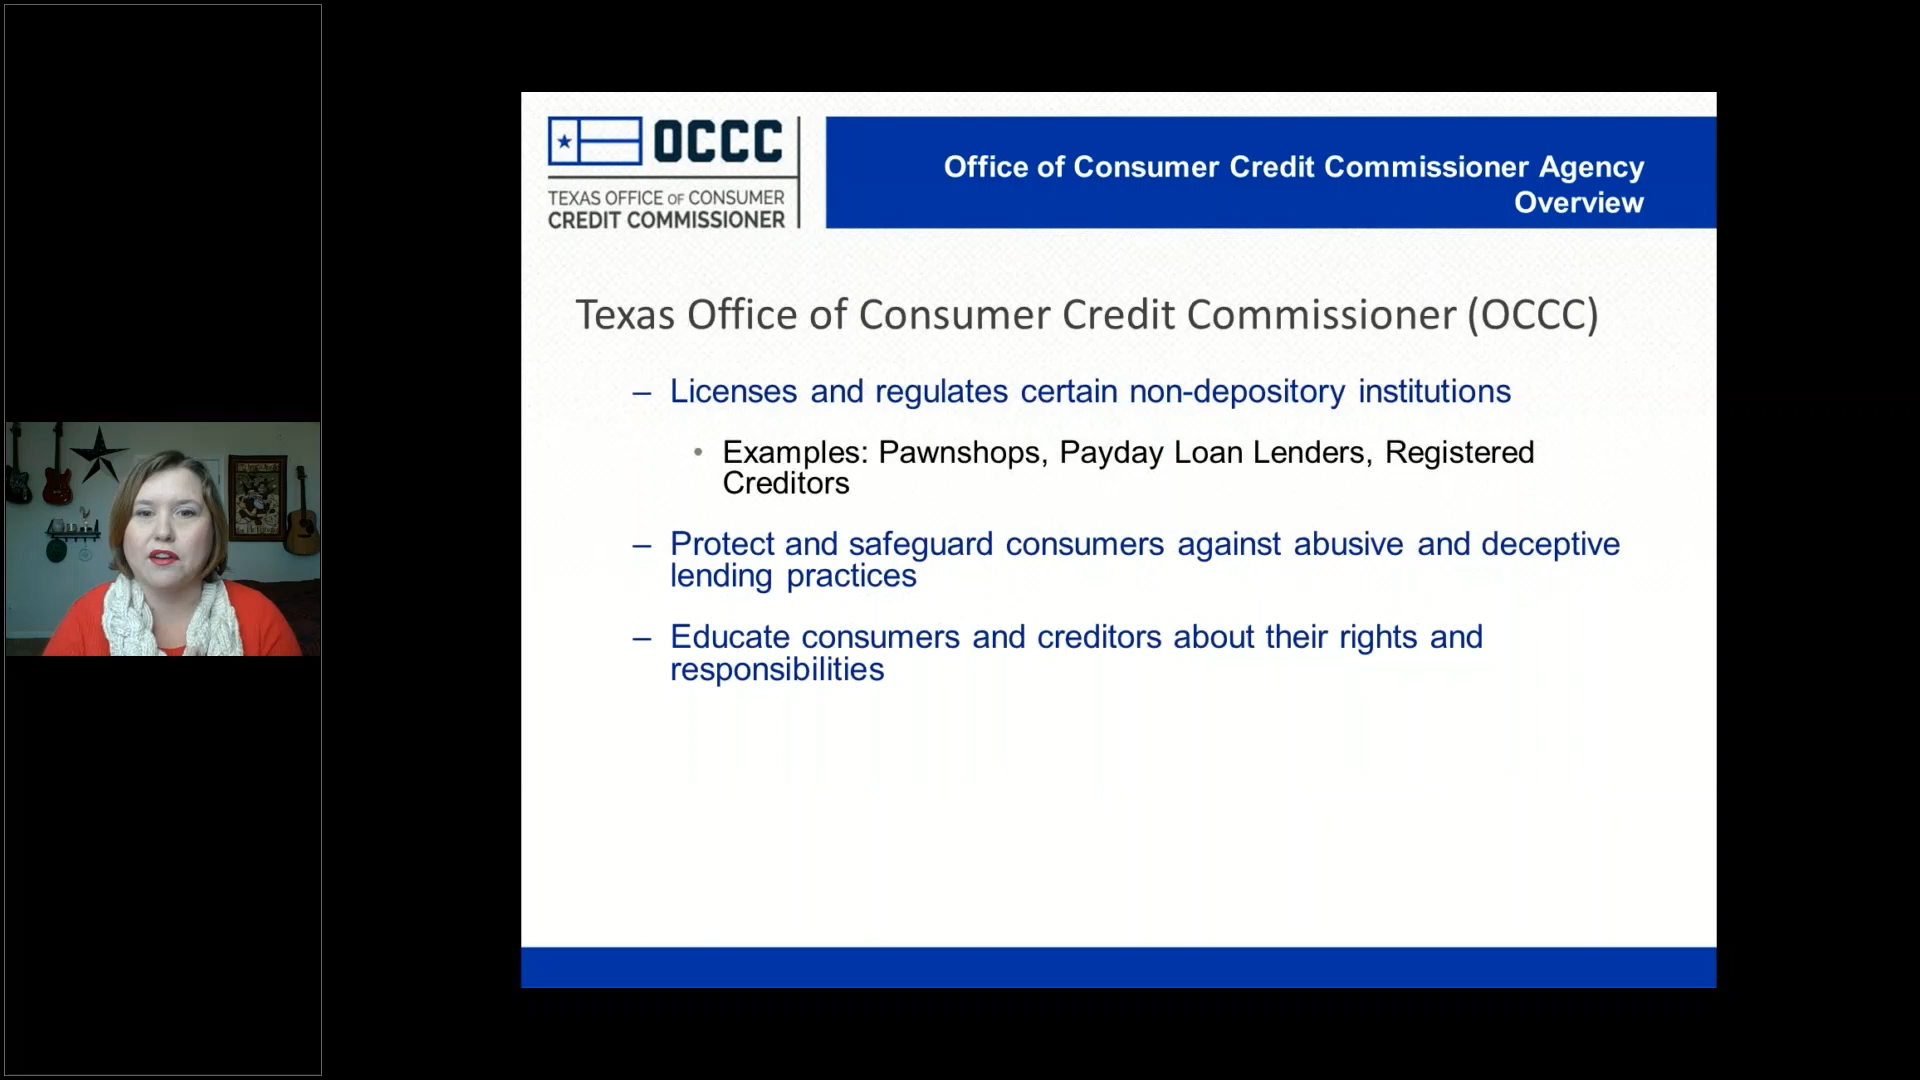 OCCC
TEXAS OFFICE OF CONSUMER
CREDIT COMMISSIONER
Office of Consumer Credit Commissioner Agency
Overview
Texas Office of Consumer Credit Commissioner (OCCC)
– Licenses and regulates certain non-depository institutions
• Examples: Pawnshops, Payday Loan Lenders, Registered
Creditors
– Protect and safeguard consumers against abusive and deceptive
lending practices
– Educate consumers and creditors about their rights and
responsibilities